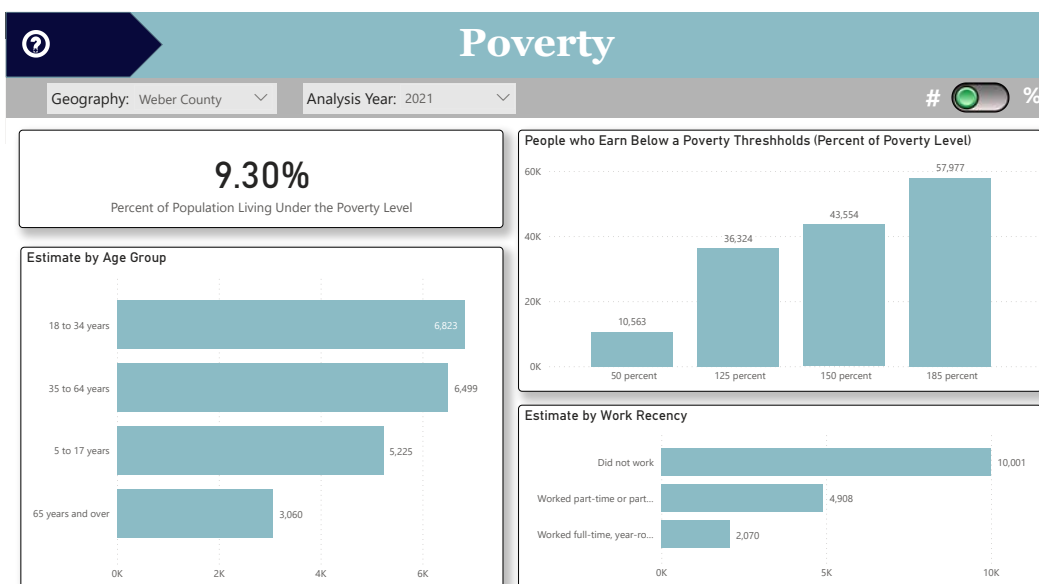 Poverty
Geography: Weber County
Analysis Year: 2021
# %
9.30%
Percent of Population Living Under the Poverty Level
People who Earn Below a Poverty Threshholds (Percent of Poverty Level)
60K
40K
20K
0K
57,977
43,554
36,324
10,563
50 percent
125 percent
150 percent
185 percent
Estimate by Age Group
18 to 34 years
6,823
35 to 64 years
6,499
5 to 17 years
5,225
65 years and over
3,060
0K
2K
4K
6K
Estimate by Work Recency
Did not work
10,001
Worked part-time or part...
4,908
Worked full-time, year-ro...
2,070
0K
5K
10K